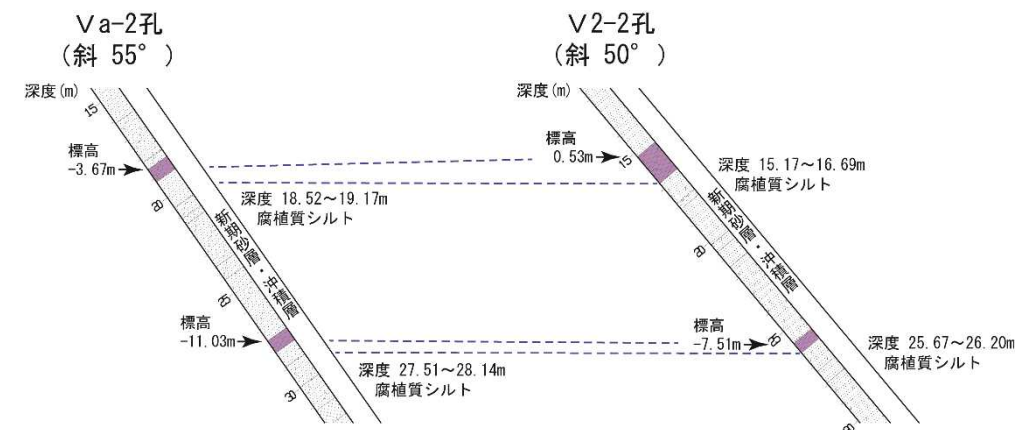 Va-2孔
(斜 55°)
深度(m)
15
標高
-3.67m
20
深度 18.52~19.17m
腐植質シルト
新期砂層・沖積層
25
標高
-11.03m
深度 27.51~28.14m
腐植質シルト
30
V2-2孔
(斜 50°)
深度(m)
標高
0.53m
15
深度 15.17~16.69m
腐植質シルト
新期砂層・沖積層
20
標高
-7.51m
25
深度 25.67~26.20m
腐植質シルト
30